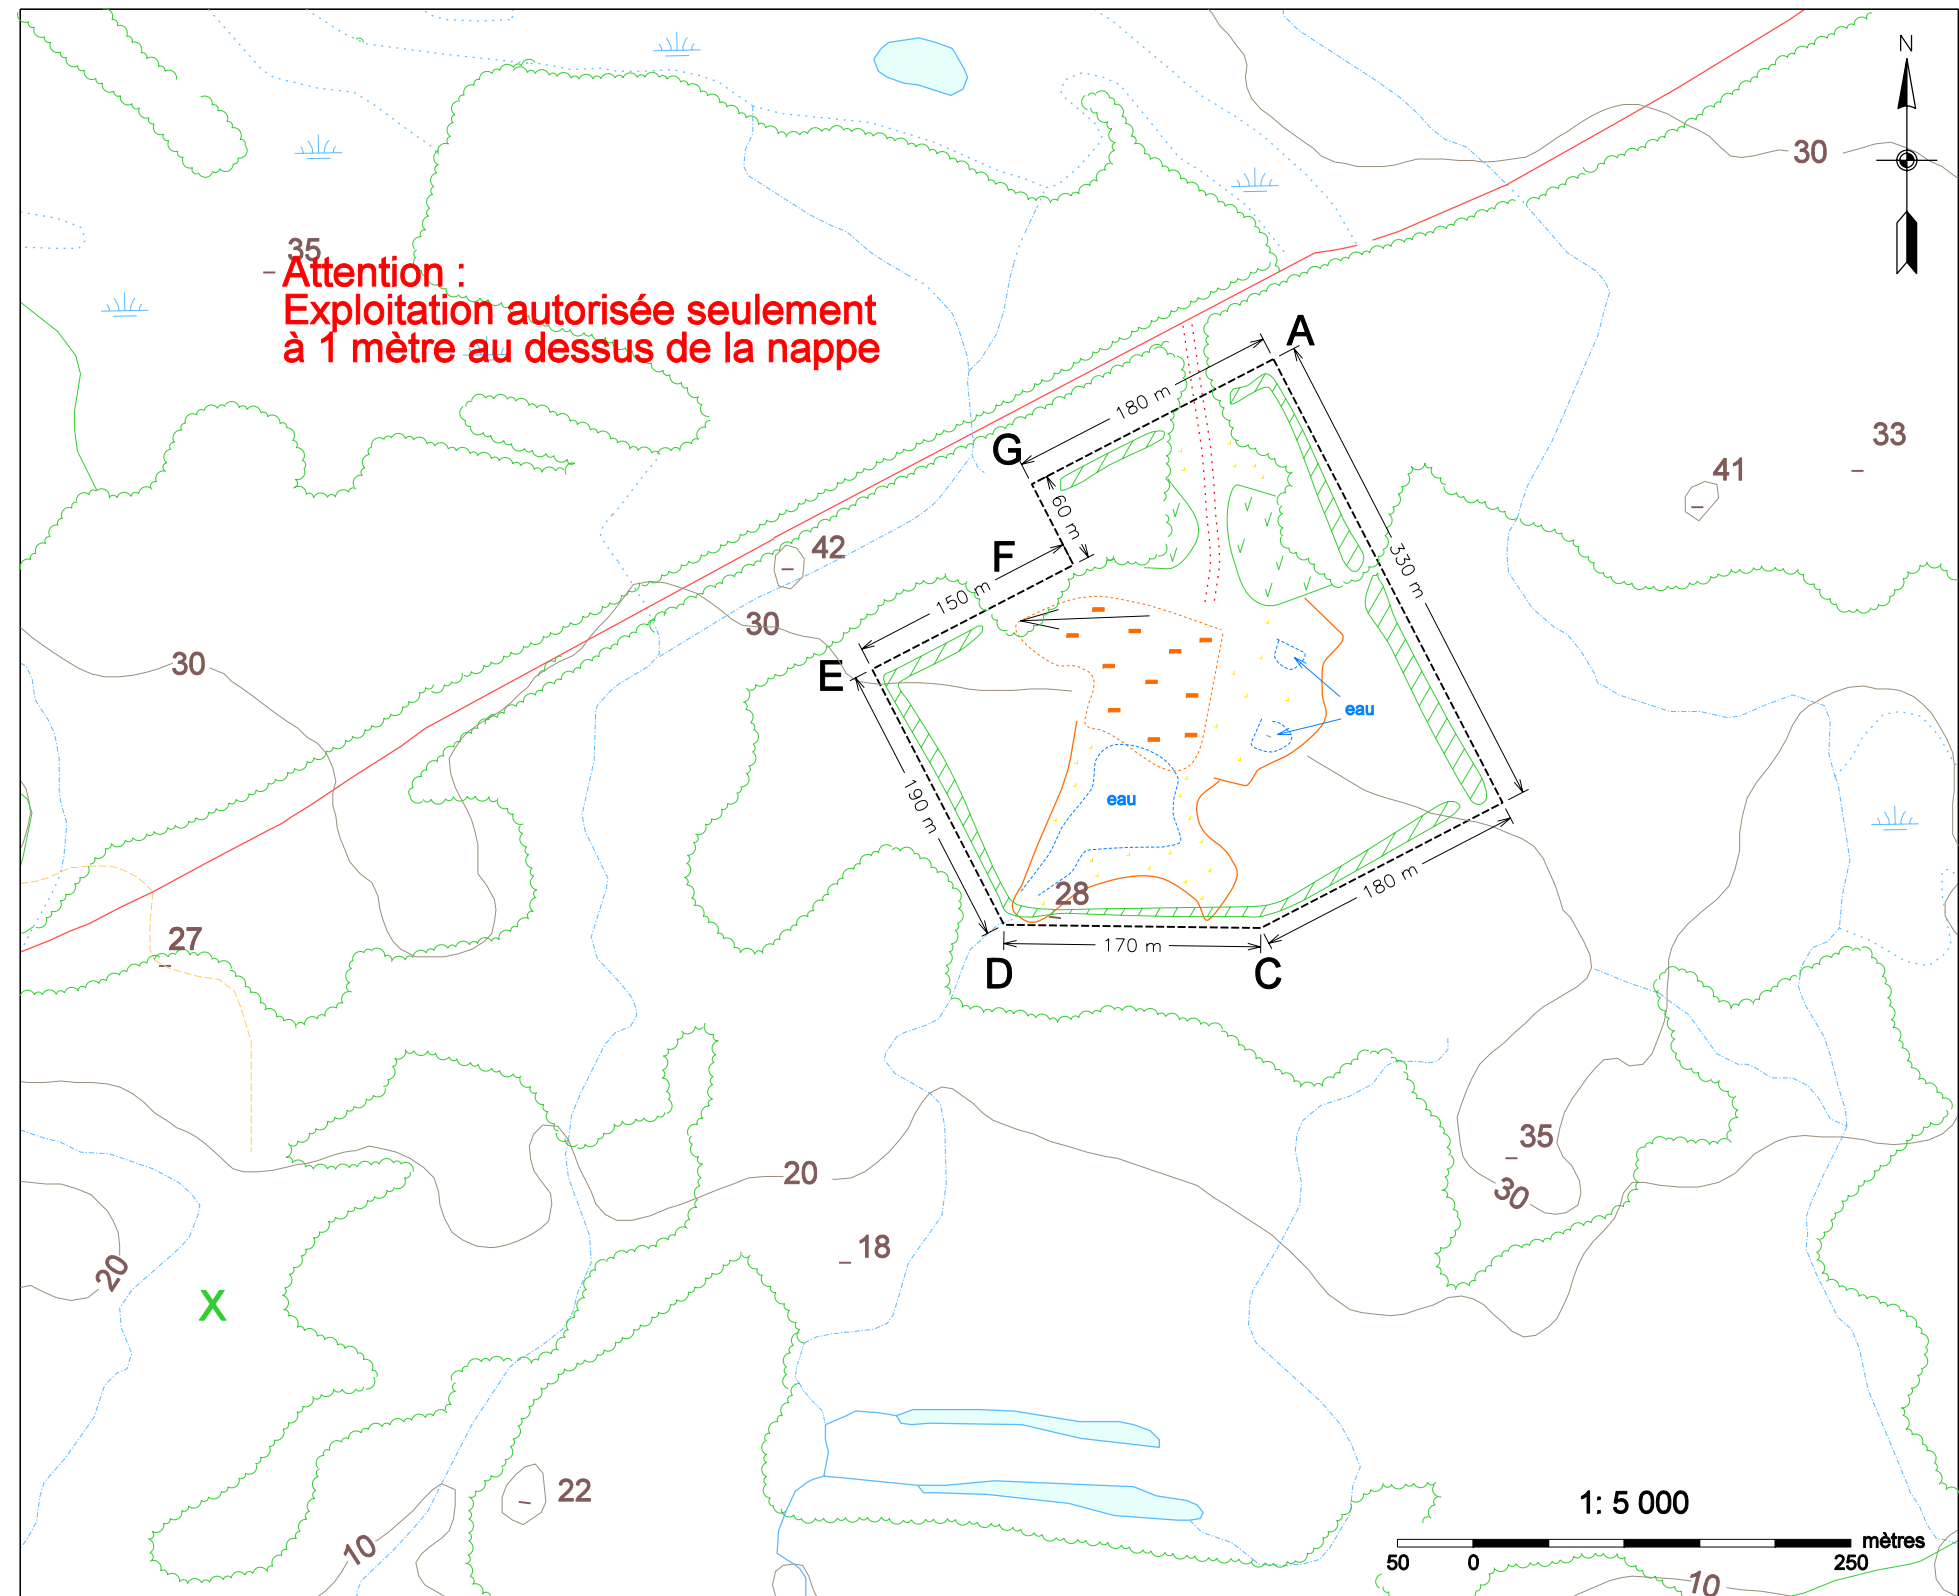 N
30
35
Attention :
Exploitation autorisée seulement
à 1 mètre au dessus de la nappe
A
180 m
G
33
41
60 m
42
F
330 m
150 m
30
30
E
eau
190 m
eau
28
180 m
27
170 m
D
C
35
20
30
18
20
X
22
1: 5 000
10
mètres
50
0
250
10